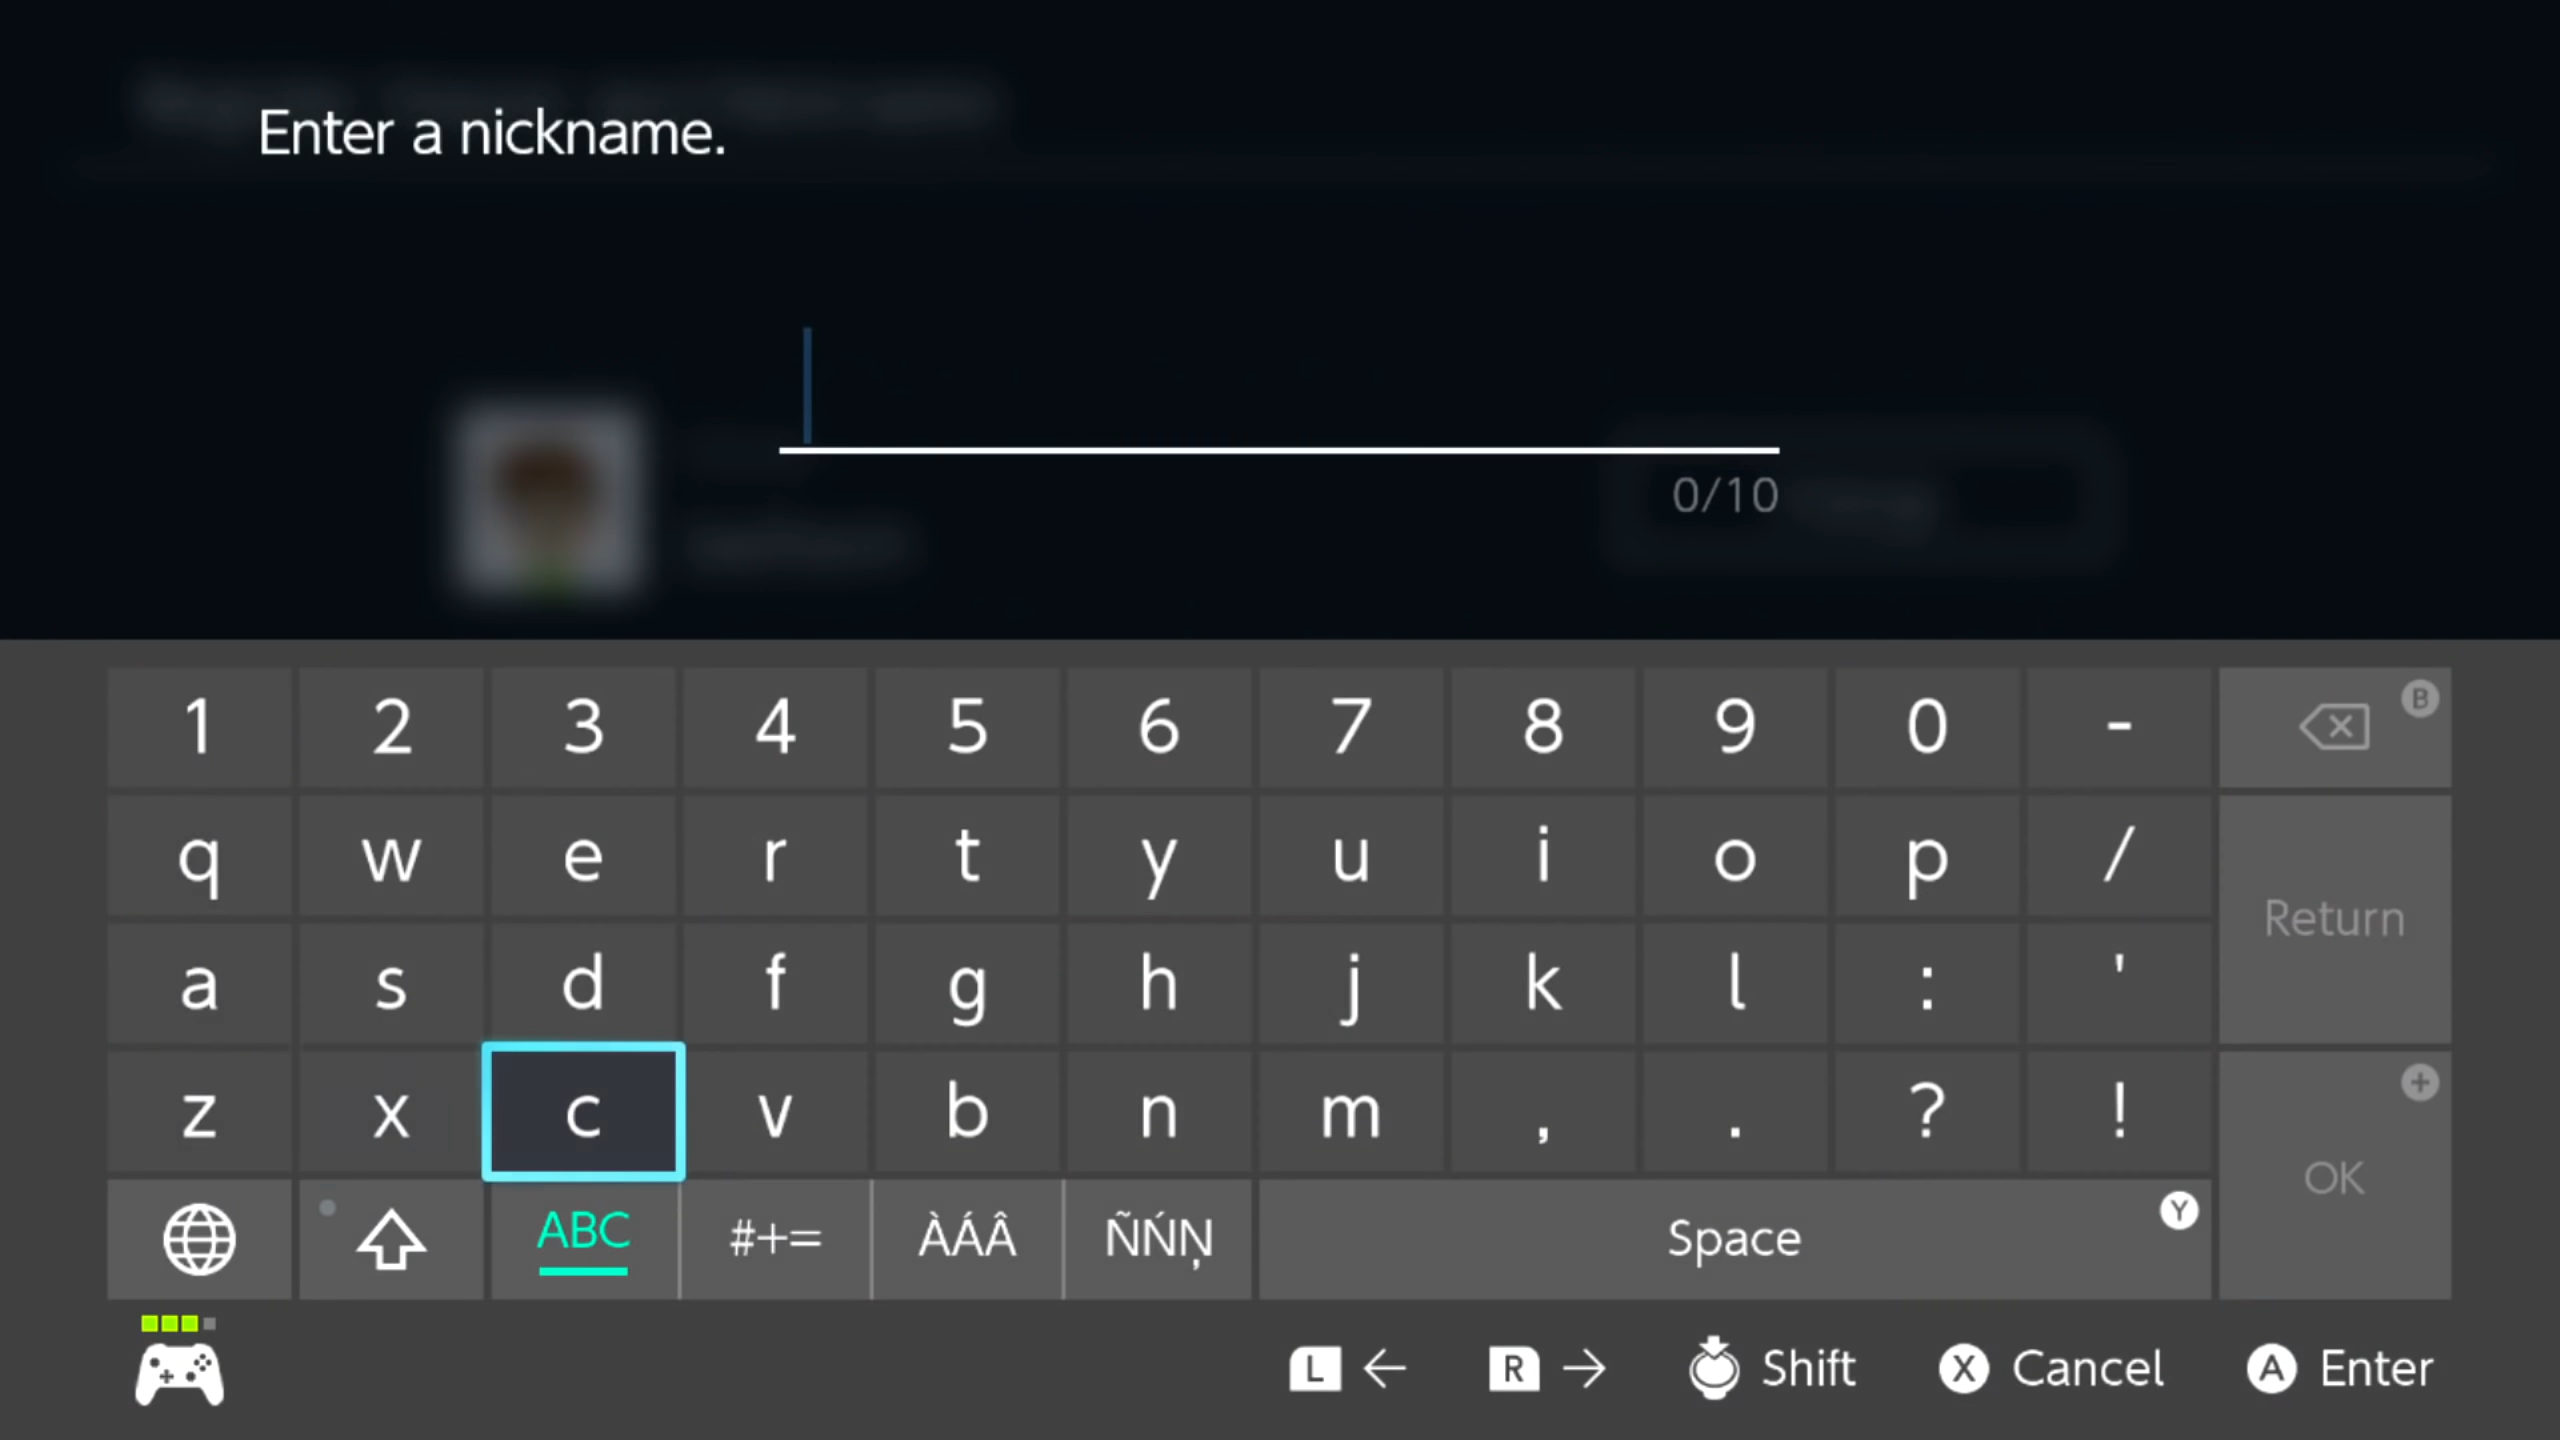 Enter a nickname.
0/10
1 2 3 4 5 6 7 8 9 0 - B
q w e r t y u i o p / Return
a s d f g h j k l : '
z x c v b n m , . ? ! +
ABC #+= ÀÁÂ ÑŃŅ Space Y OK
L ← R → Shift X Cancel A Enter